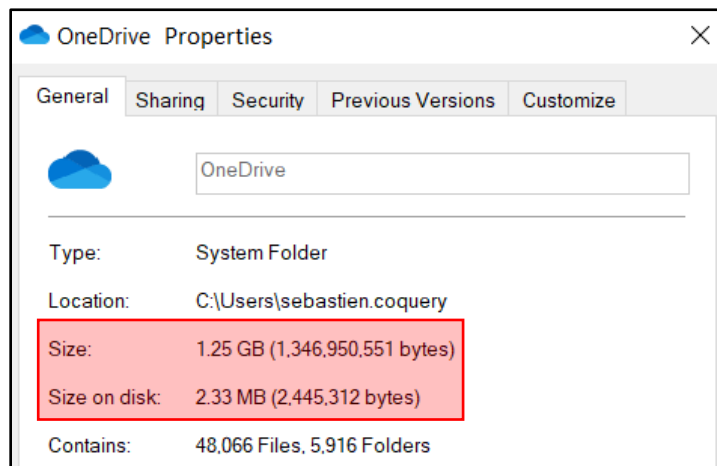 OneDrive Properties
General Sharing Security Previous Versions Customize
OneDrive
Type: System Folder
Location: C:\Users\sebastien.coquery
Size: 1.25 GB (1,346,950,551 bytes)
Size on disk: 2.33 MB (2,445,312 bytes)
Contains: 48,066 Files, 5,916 Folders